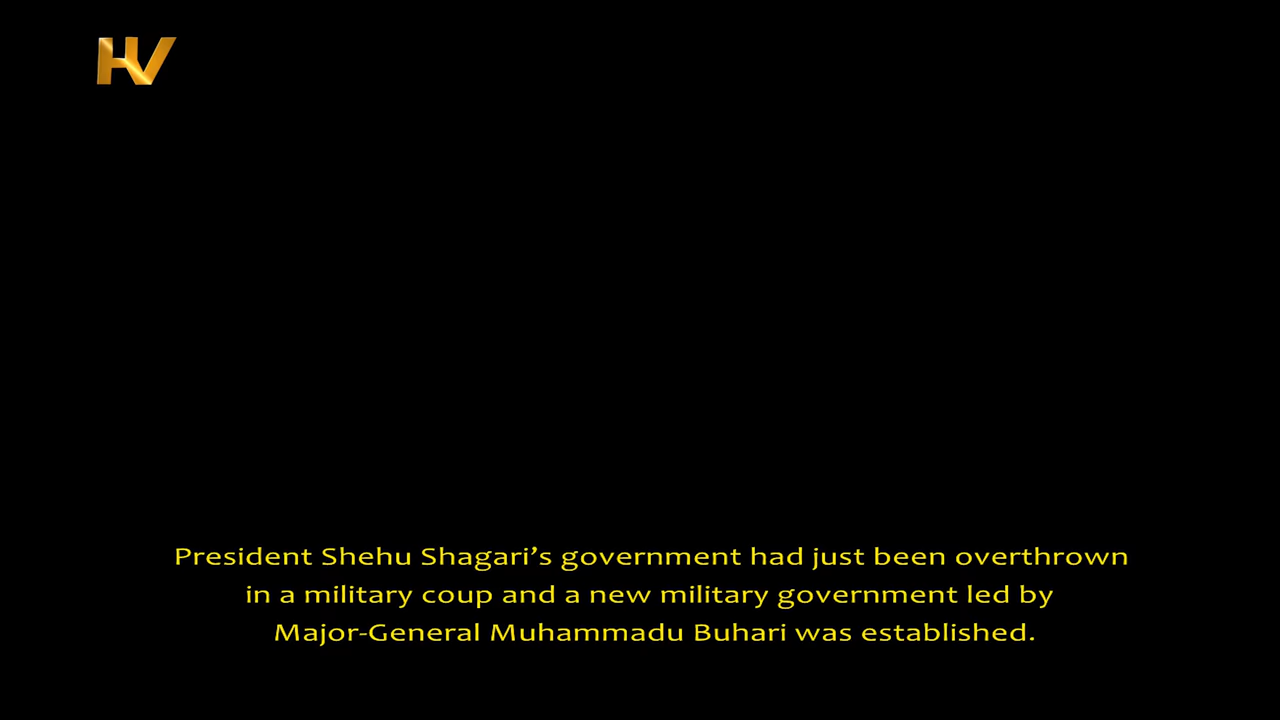 HV
President Shehu Shagari’s government had just been overthrown
in a military coup and a new military government led by
Major-General Muhammadu Buhari was established.